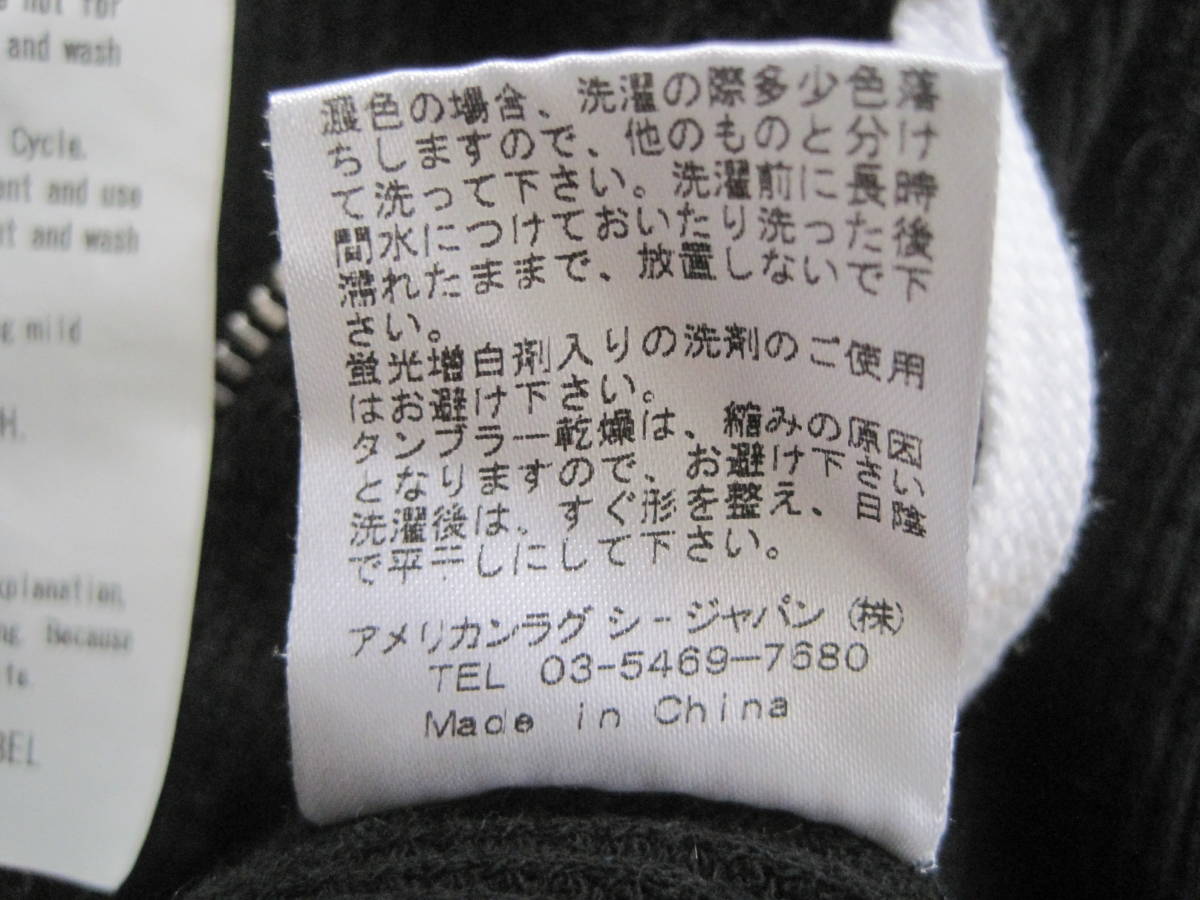 not for
and wash
Cycle.
and use
and wash
mild
H.
Because
BEL
濃色の場合、洗濯の際多少色落
ちしますので、他のものと分け
て洗って下さい。洗濯前に長時
間水につけておいたり洗った後
濡れたままで、放置しないで下
さい。
蛍光増白剤入りの洗剤のご使用
はお避け下さい。
タンブラー乾燥は、縮みの原因
となりますので、お避け下さい
洗濯後は、すぐ形を整え、日陰
で平干しにして下さい。
アメリカンラグ シージャパン(株)
TEL 03-5469-7680
Made in China